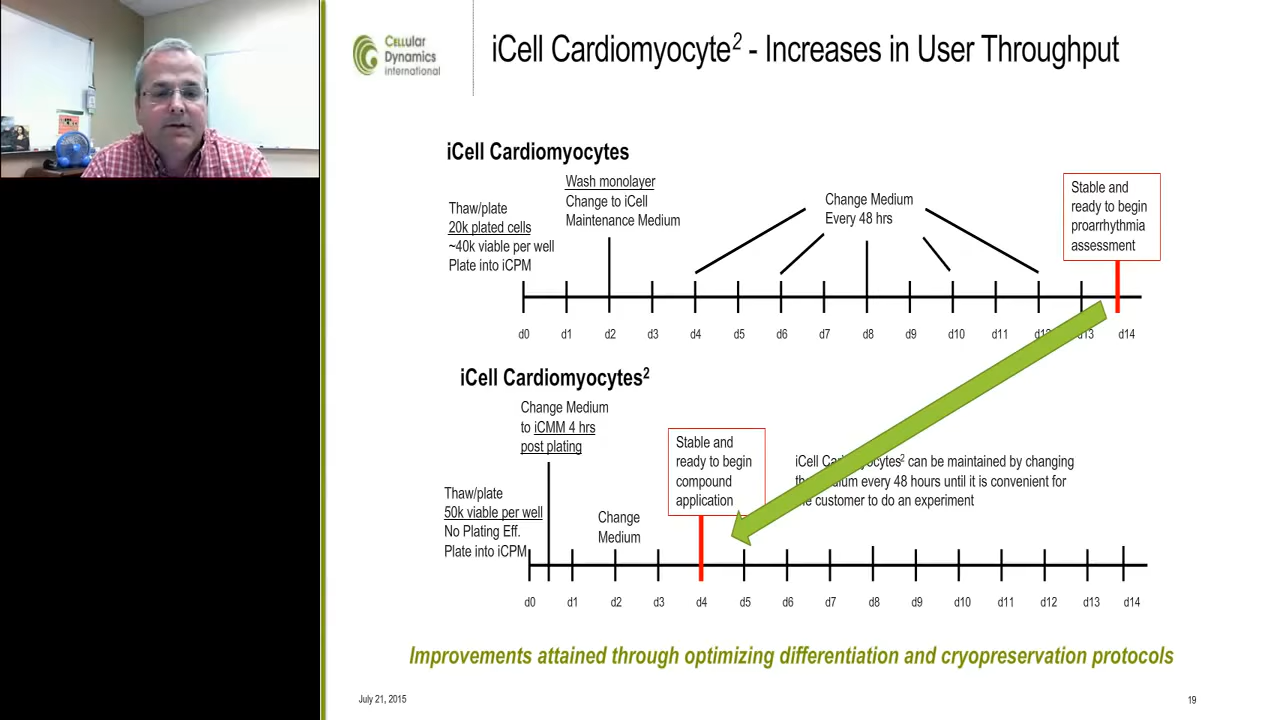 CELLular
Dynamics
international
iCell Cardiomyocyte² - Increases in User Throughput
iCell Cardiomyocytes
Thaw/plate
20k plated cells
~40k viable per well
Plate into iCPM
Wash monolayer
Change to iCell
Maintenance Medium
Change Medium
Every 48 hrs
Stable and
ready to begin
proarrhythmia
assessment
d0 d1 d2 d3 d4 d5 d6 d7 d8 d9 d10 d11 d12 d13 d14
iCell Cardiomyocytes²
Change Medium
to iCMM 4 hrs
post plating
Thaw/plate
50k viable per well
No Plating Eff.
Plate into iCPM
Change
Medium
Stable and
ready to begin
compound
application
iCell Cardiomyocytes² can be maintained by changing
the medium every 48 hours until it is convenient for
the customer to do an experiment
d0 d1 d2 d3 d4 d5 d6 d7 d8 d9 d10 d11 d12 d13 d14
Improvements attained through optimizing differentiation and cryopreservation protocols
July 21, 2015
19